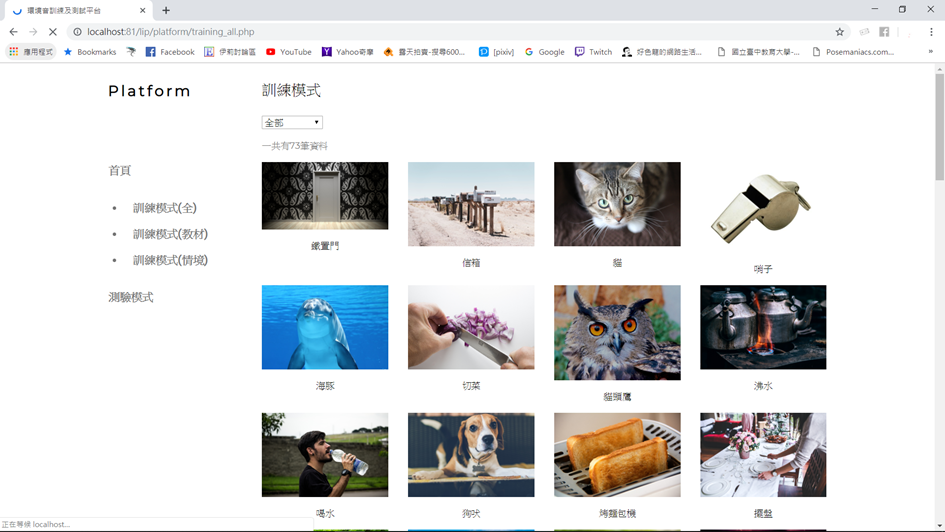 環境音訓練及測試平台
localhost:81/lip/platform/training_all.php
應用程式 Bookmarks Facebook 伊莉討論區 YouTube Yahoo奇摩 露天拍賣-搜尋600... [pixiv] Google Twitch 好色龍的網路生活... 國立臺中教育大學-... Posemaniacs.com... »
Platform
訓練模式
全部
一共有73筆資料
首頁
• 訓練模式(全)
• 訓練模式(教材)
• 訓練模式(情境)
測驗模式
鐵置門 信箱 貓 哨子
海豚 切菜 貓頭鷹 沸水
喝水 狗吠 烤麵包機 擺盤
正在等候 localhost...